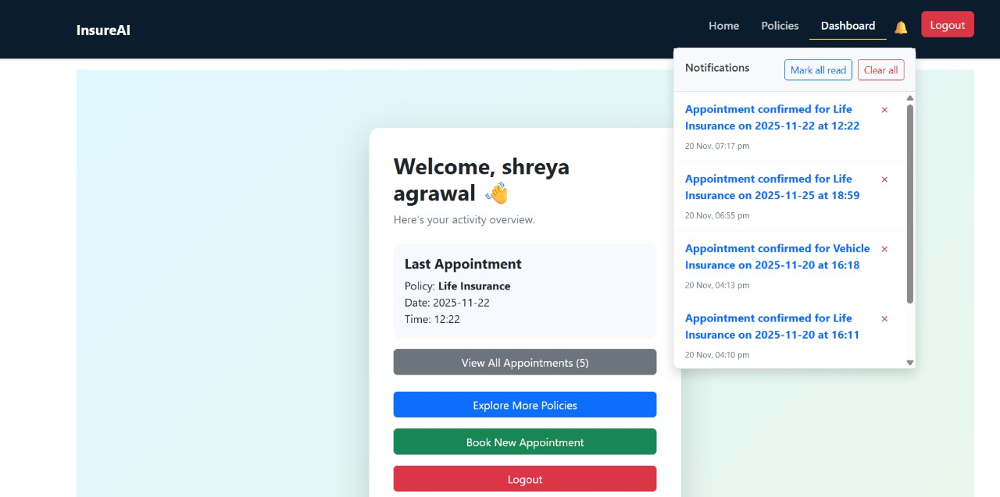 InsureAI
Home
Policies
Dashboard
Logout
Notifications
Mark all read
Clear all
Appointment confirmed for Life
Insurance on 2025-11-22 at 12:22
20 Nov, 07:17 pm
Appointment confirmed for Life
Insurance on 2025-11-25 at 18:59
20 Nov, 06:55 pm
Appointment confirmed for Vehicle
Insurance on 2025-11-20 at 16:18
20 Nov, 04:13 pm
Appointment confirmed for Life
Insurance on 2025-11-20 at 16:11
20 Nov, 04:10 pm
Welcome, shreya
agrawal 👋
Here's your activity overview.
Last Appointment
Policy: Life Insurance
Date: 2025-11-22
Time: 12:22
View All Appointments (5)
Explore More Policies
Book New Appointment
Logout